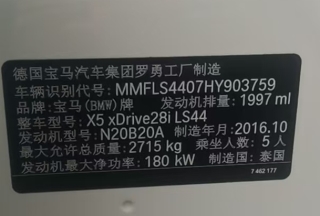 德国宝马汽车集团罗勇工厂制造
车辆识别代号: MMFLS4407HY903759
品牌:宝马(BMW)牌 发动机排量: 1997 ml
整车型号: X5 xDrive28i LS44
发动机型号: N20B20A 制造年月: 2016.10
最大允许总质量: 2715 kg 乘坐人数: 5 人
发动机最大净功率: 180 kW 制造国: 泰国
7 462 177